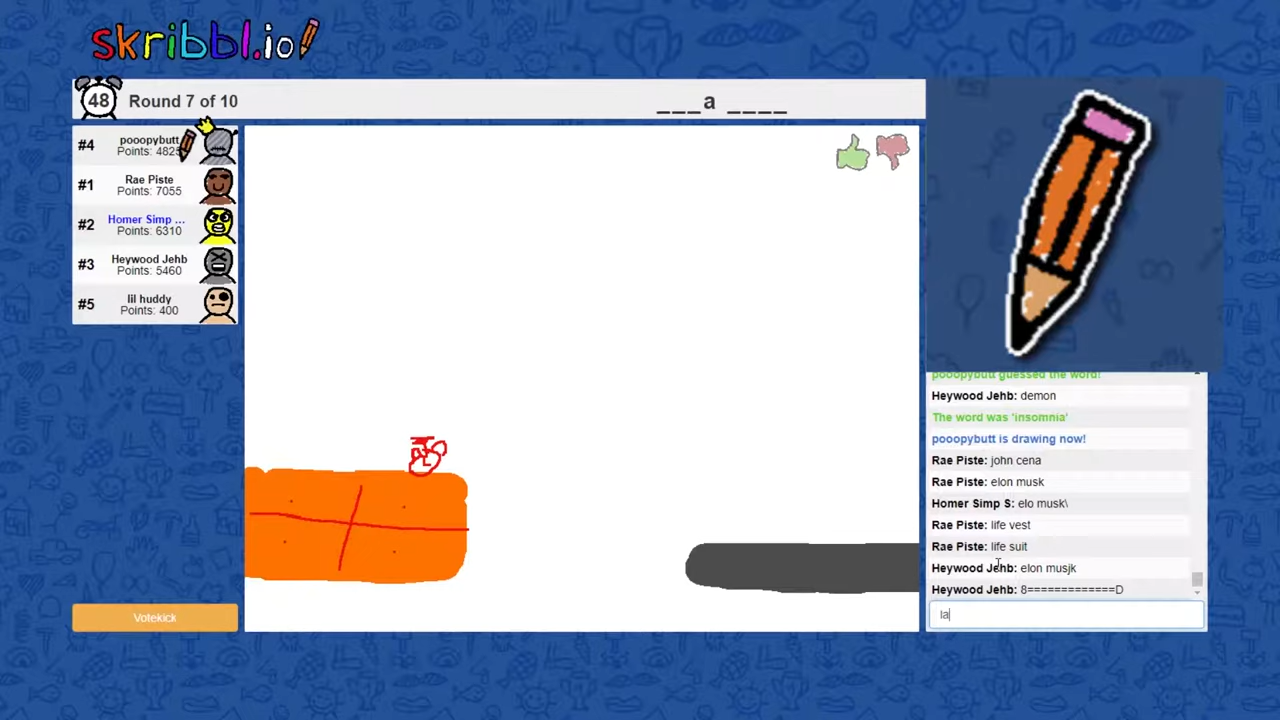 skribbl.io
48
Round 7 of 10
___a ____
#4
pooopybutt
Points: 4825
#1
Rae Piste
Points: 7055
#2
Homer Simp ...
Points: 6310
#3
Heywood Jehb
Points: 5460
#5
lil huddy
Points: 400
Votekick
pooopybutt guessed the word!
Heywood Jehb: demon
The word was 'insomnia'
pooopybutt is drawing now!
Rae Piste: john cena
Rae Piste: elon musk
Homer Simp S: elo musk\
Rae Piste: life vest
Rae Piste: life suit
Heywood Jehb: elon musjk
Heywood Jehb: 8=============D
la